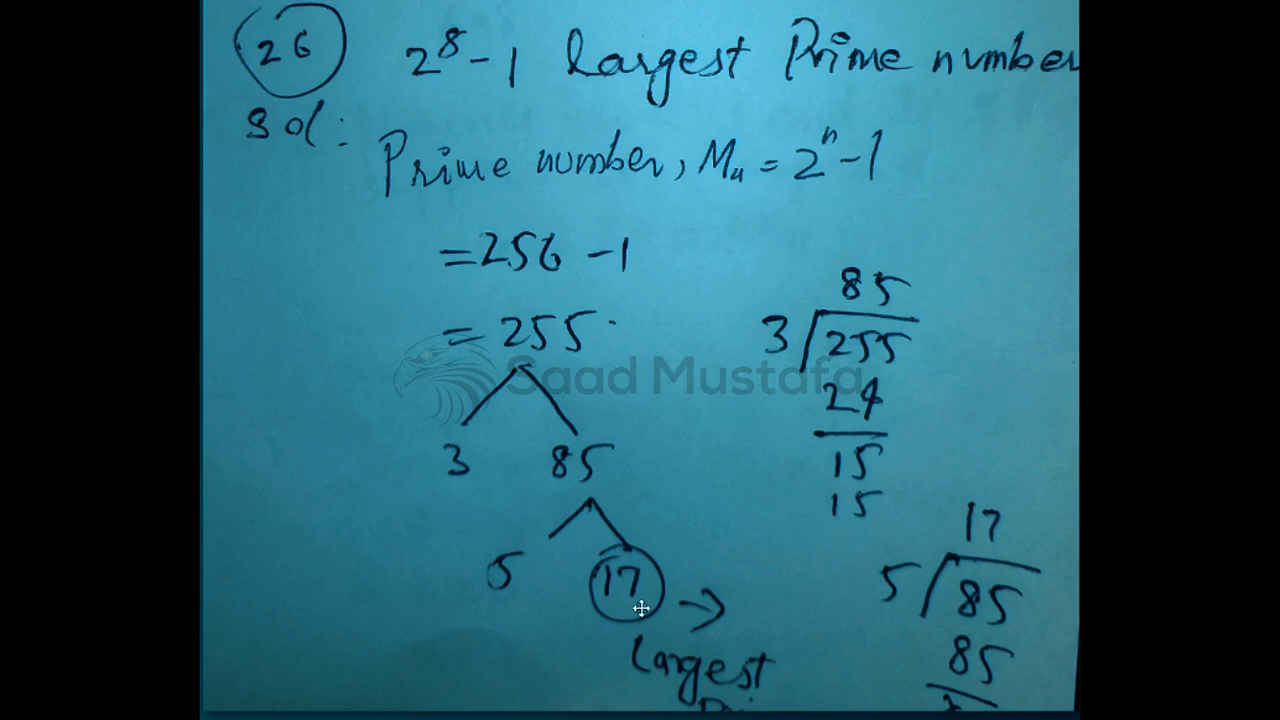 26 2⁸-1 largest Prime number
Sol:
Prime number, Mn = 2ⁿ-1
=256 -1
= 255
Saad Mustafa
3 85
5 17 →
largest
85
3 255
24
15
15
17
5 85
85